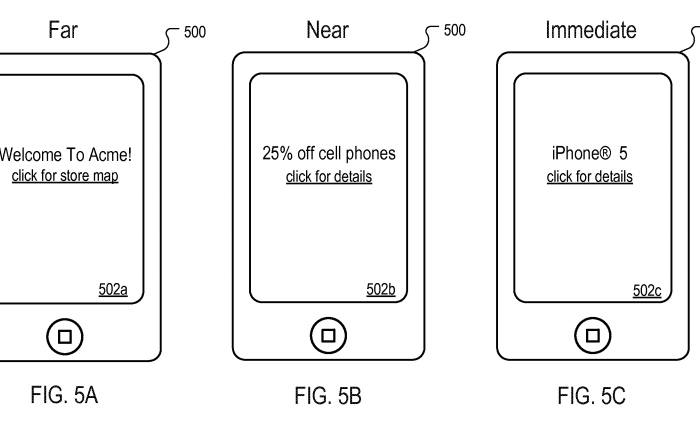 Far
500
Welcome To Acme!
click for store map
502a
FIG. 5A
Near
500
25% off cell phones
click for details
502b
FIG. 5B
Immediate
iPhone® 5
click for details
502c
FIG. 5C